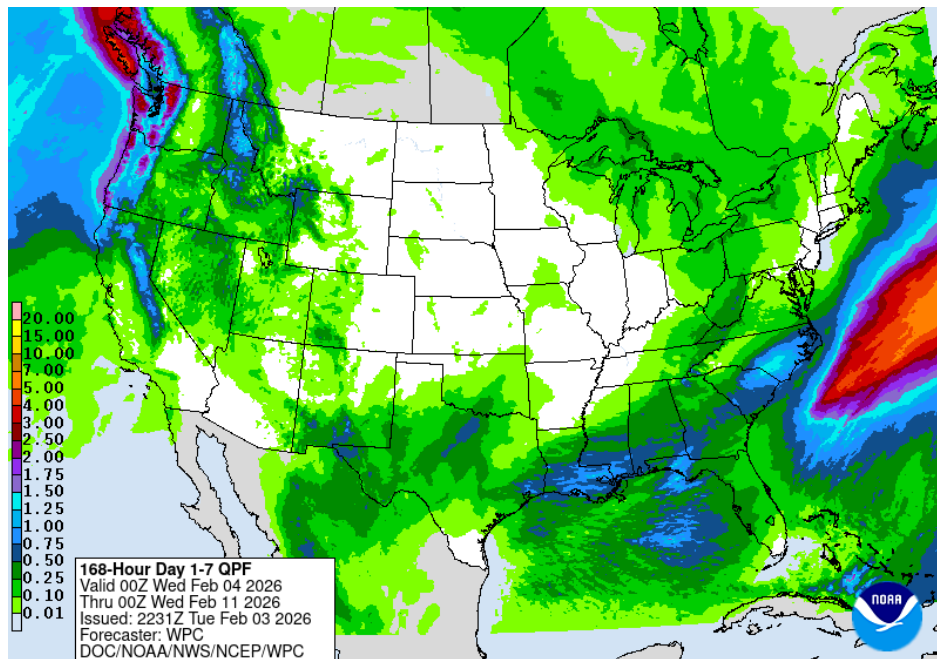 20.00
15.00
10.00
7.00
5.00
4.00
3.00
2.50
2.00
1.75
1.50
1.25
1.00
0.75
0.50
0.25
0.10
0.01
168-Hour Day 1-7 QPF
Valid 00Z Wed Feb 04 2026
Thru 00Z Wed Feb 11 2026
Issued: 2231Z Tue Feb 03 2026
Forecaster: WPC
DOC/NOAA/NWS/NCEP/WPC
NOAA